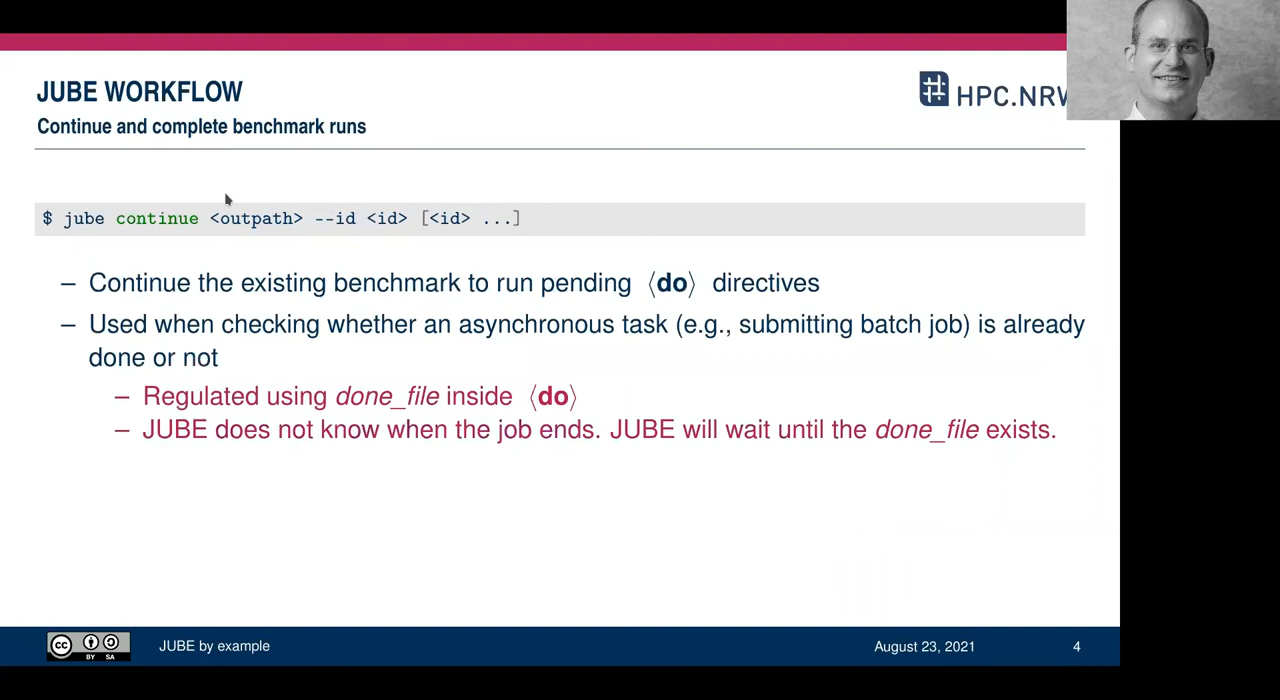 JUBE WORKFLOW
Continue and complete benchmark runs
HPC.NRW
$ jube continue <outpath> --id <id> [<id> ...]
– Continue the existing benchmark to run pending ⟨do⟩ directives
– Used when checking whether an asynchronous task (e.g., submitting batch job) is already
done or not
– Regulated using done_file inside ⟨do⟩
– JUBE does not know when the job ends. JUBE will wait until the done_file exists.
cc
BY SA
JUBE by example
August 23, 2021
4